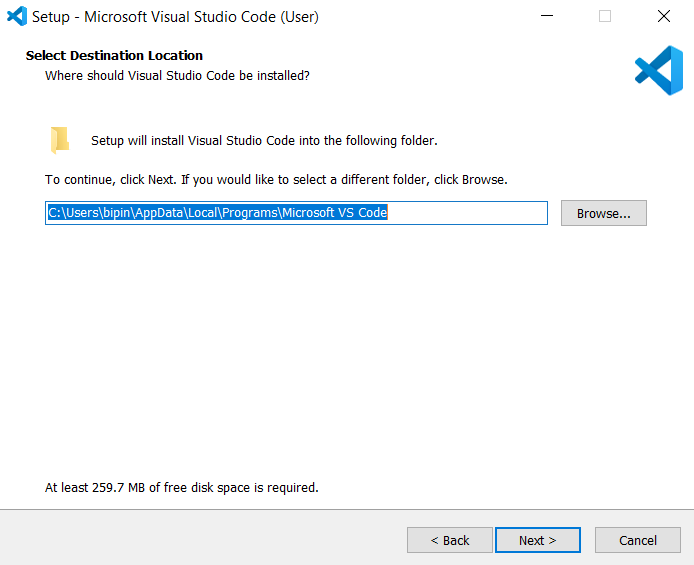 Setup - Microsoft Visual Studio Code (User)
Select Destination Location
Where should Visual Studio Code be installed?
Setup will install Visual Studio Code into the following folder.
To continue, click Next. If you would like to select a different folder, click Browse.
C:\Users\bipin\AppData\Local\Programs\Microsoft VS Code
Browse...
At least 259.7 MB of free disk space is required.
< Back
Next >
Cancel